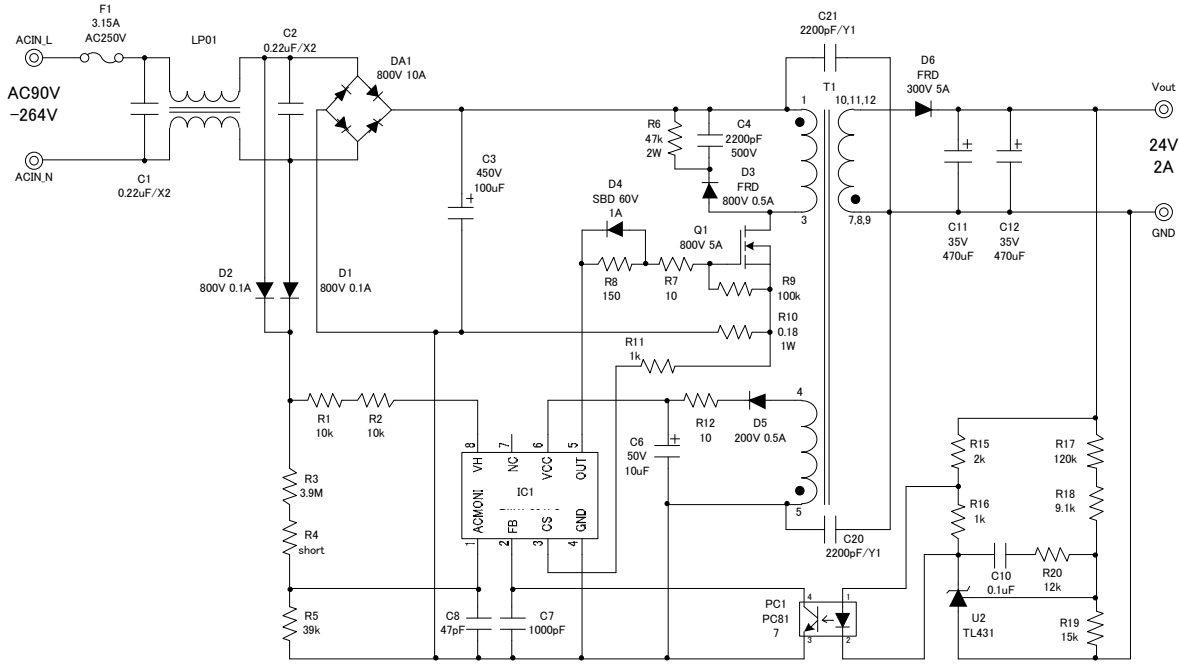 F1
3.15A
AC250V
ACIN_L
LP01
C2
0.22uF/X2
DA1
800V 10A
AC90V
-264V
ACIN_N
C1
0.22uF/X2
C3
450V
100uF
+
C21
2200pF/Y1
T1
1
10,11,12
3
7,8,9
R6
47k
2W
C4
2200pF
500V
D3
FRD
800V 0.5A
D4
SBD 60V
1A
Q1
800V 5A
R8
150
R7
10
R9
100k
R10
0.18
1W
R11
1k
D6
FRD
300V 5A
Vout
24V
2A
GND
+
C11
35V
470uF
+
C12
35V
470uF
D2
800V 0.1A
D1
800V 0.1A
R1
10k
R2
10k
R3
3.9M
R4
short
R5
39k
8
7
6
5
VH
NC
VCC
OUT
IC1
ACMONI
FB
CS
GND
1
2
3
4
C6
50V
10uF
+
R12
10
D5
200V 0.5A
4
5
C20
2200pF/Y1
C8
47pF
C7
1000pF
PC1
PC81
7
4
3
1
2
R15
2k
R16
1k
R17
120k
R18
9.1k
C10
0.1uF
R20
12k
U2
TL431
R19
15k